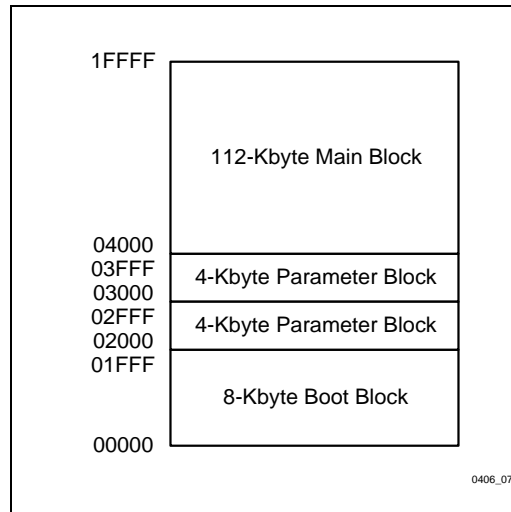 1FFFF
112-Kbyte Main Block
04000
03FFF
4-Kbyte Parameter Block
03000
02FFF
4-Kbyte Parameter Block
02000
01FFF
8-Kbyte Boot Block
00000
0406_07